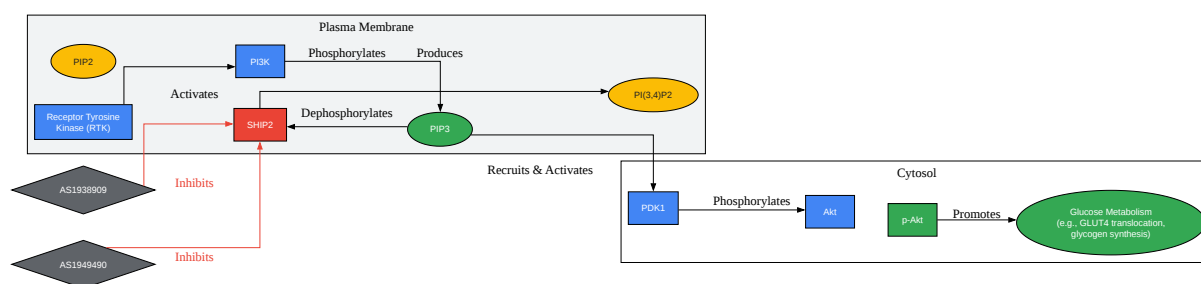 Plasma Membrane
PIP2
PI3K
Phosphorylates
Produces
Activates
PI(3,4)P2
Receptor Tyrosine
Kinase (RTK)
SHIP2
Dephosphorylates
PIP3
Recruits & Activates
Cytosol
AS1938909
Inhibits
PDK1
Phosphorylates
Akt
p-Akt
Promotes
Glucose Metabolism
(e.g., GLUT4 translocation,
glycogen synthesis)
AS1949490
Inhibits